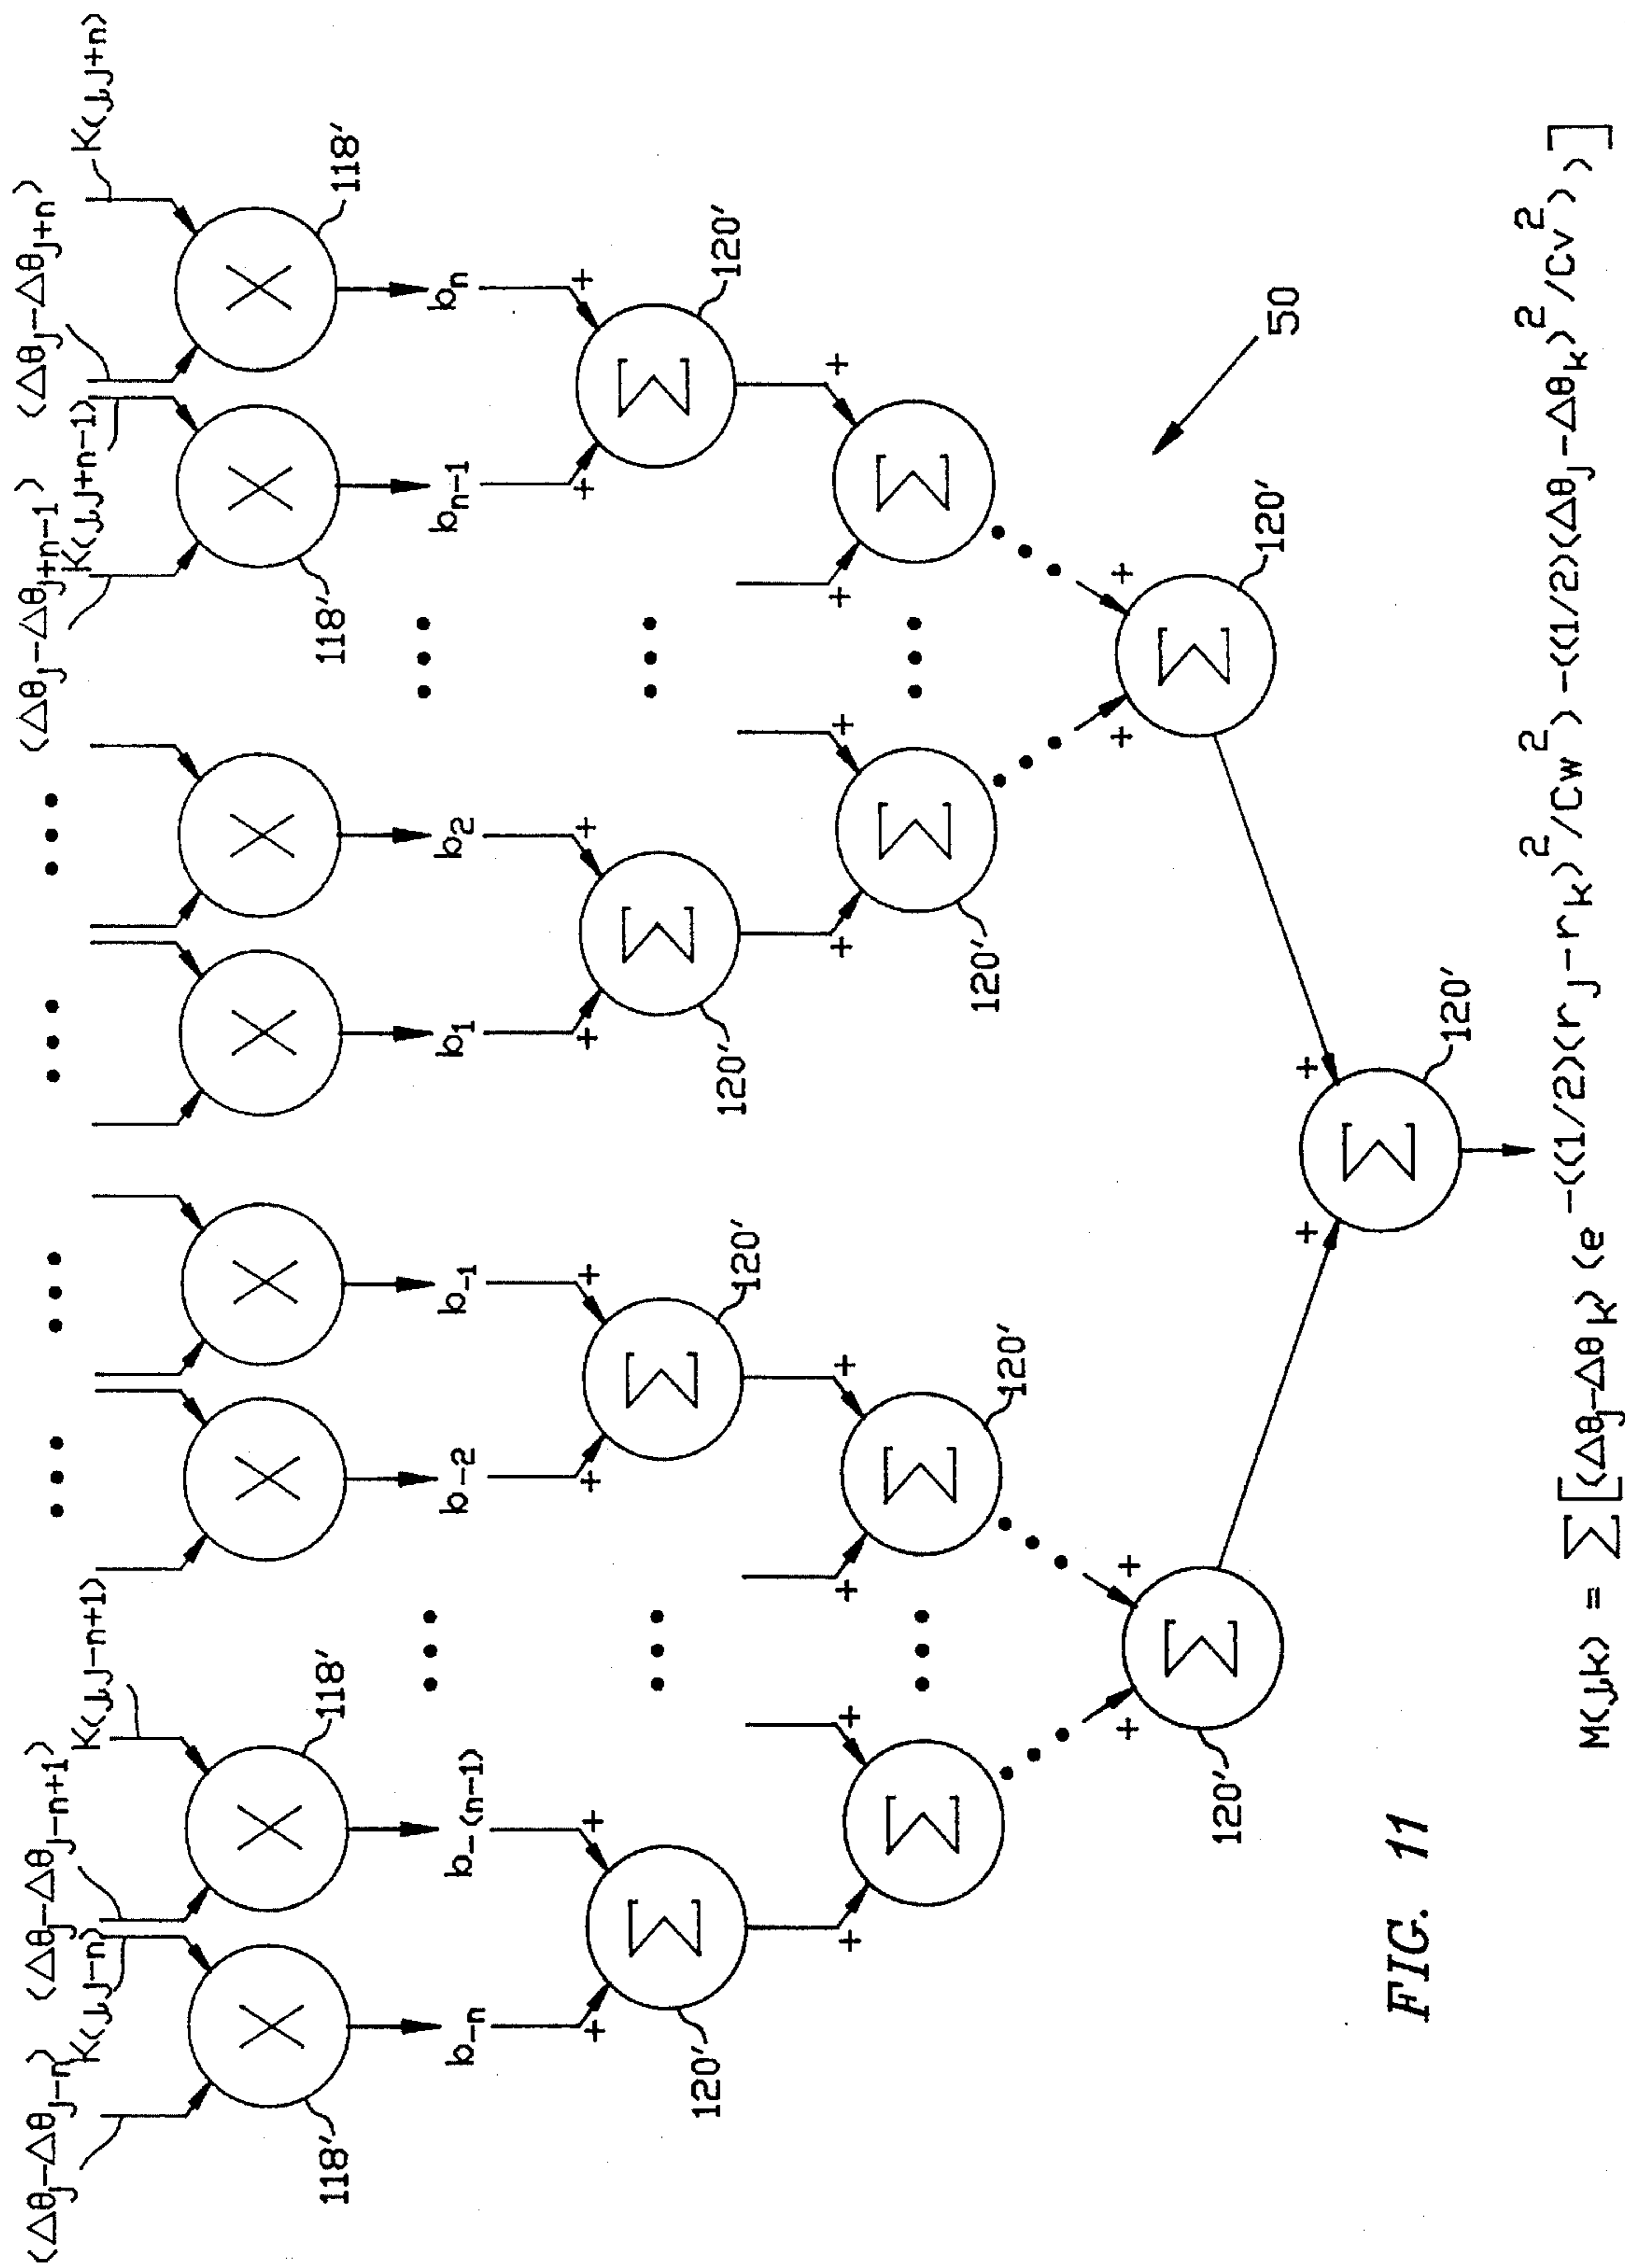 (Δθj-Δθj-n) (Δθj-Δθj-n+1) (Δθj-Δθj+n-1) (Δθj-Δθj+n)
K(j,j-n) K(j,j-n+1) K(j,j+n-1) K(j,j+n)
••• ••• ••• •••
X X X X X X X X
118' 118' 118' 118'
b-n b-(n-1) ••• b-2 b-1 b1 b2 ••• bn-1 bn
+ + + + + + + +
Σ Σ ••• Σ Σ ••• Σ
120' 120' 120' 120'
+ + + + + + + +
Σ ••• Σ Σ ••• Σ
120' 120'
+ + + +
Σ Σ
120' 120'
50
+ +
Σ
120'
FIG. 11
M(j,k) = Σ[(Δθj-Δθk)(e -((1/2)(rj-rk)²/Cw²) -((1/2)(Δθj-Δθk)²/Cv²))]